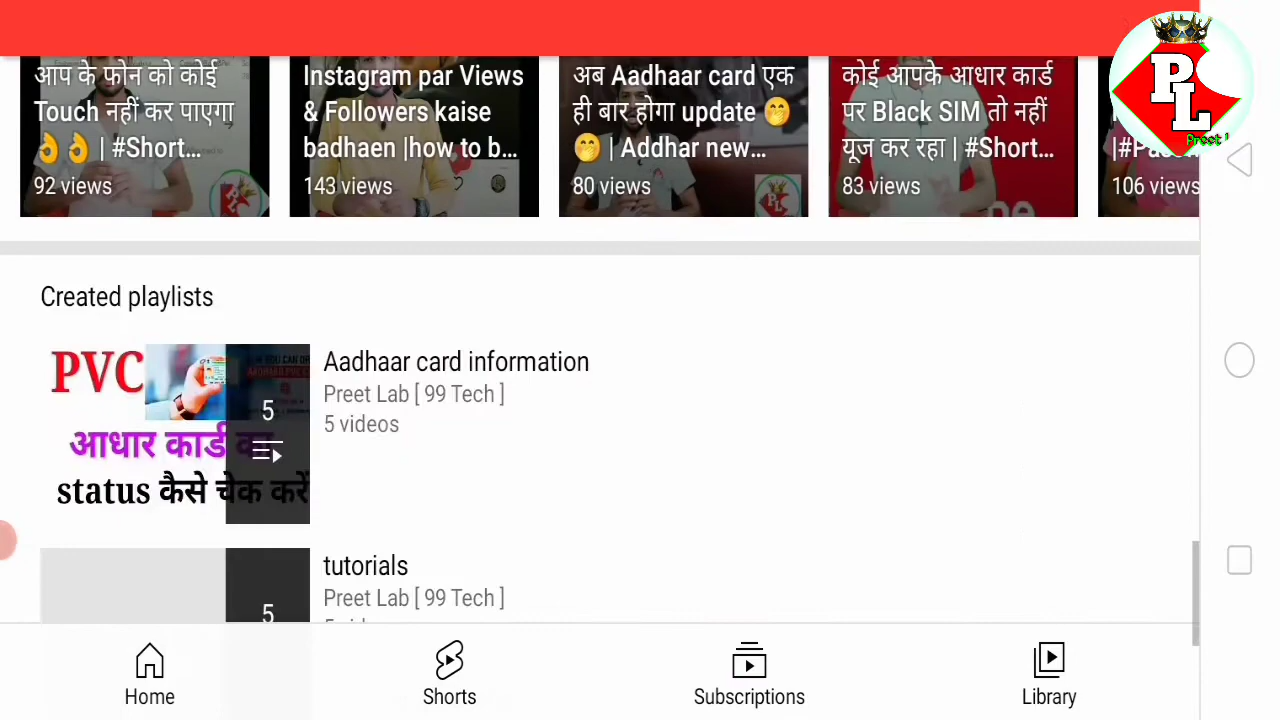 आप के फोन को कोई
Touch नहीं कर पाएगा
👌👌 | #Short...
92 views
Instagram par Views
& Followers kaise
badhaen |how to b...
143 views
अब Aadhaar card एक
ही बार होगा update 🤭
🤭 | Addhar new...
80 views
कोई आपके आधार कार्ड
पर Black SIM तो नहीं
यूज कर रहा | #Short...
83 views
106 views
PL
Preet
Created playlists
PVC
आधार कार्ड का
status कैसे चेक करें
5
Aadhaar card information
Preet Lab [ 99 Tech ]
5 videos
5
tutorials
Preet Lab [ 99 Tech ]
Home
Shorts
Subscriptions
Library